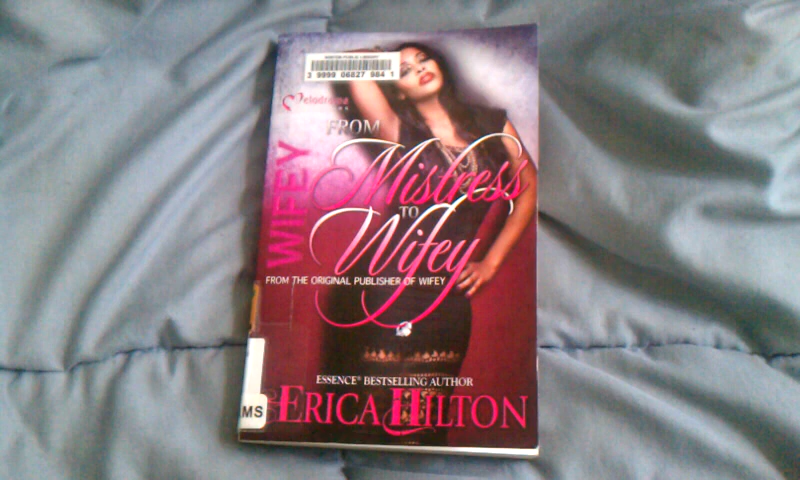 3 9999 06827 984 1
Melodrama
FROM
Mistress
TO
Wifey
WIFEY
FROM THE ORIGINAL PUBLISHER OF WIFEY
ESSENCE® BESTSELLING AUTHOR
ERICA HILTON
MS